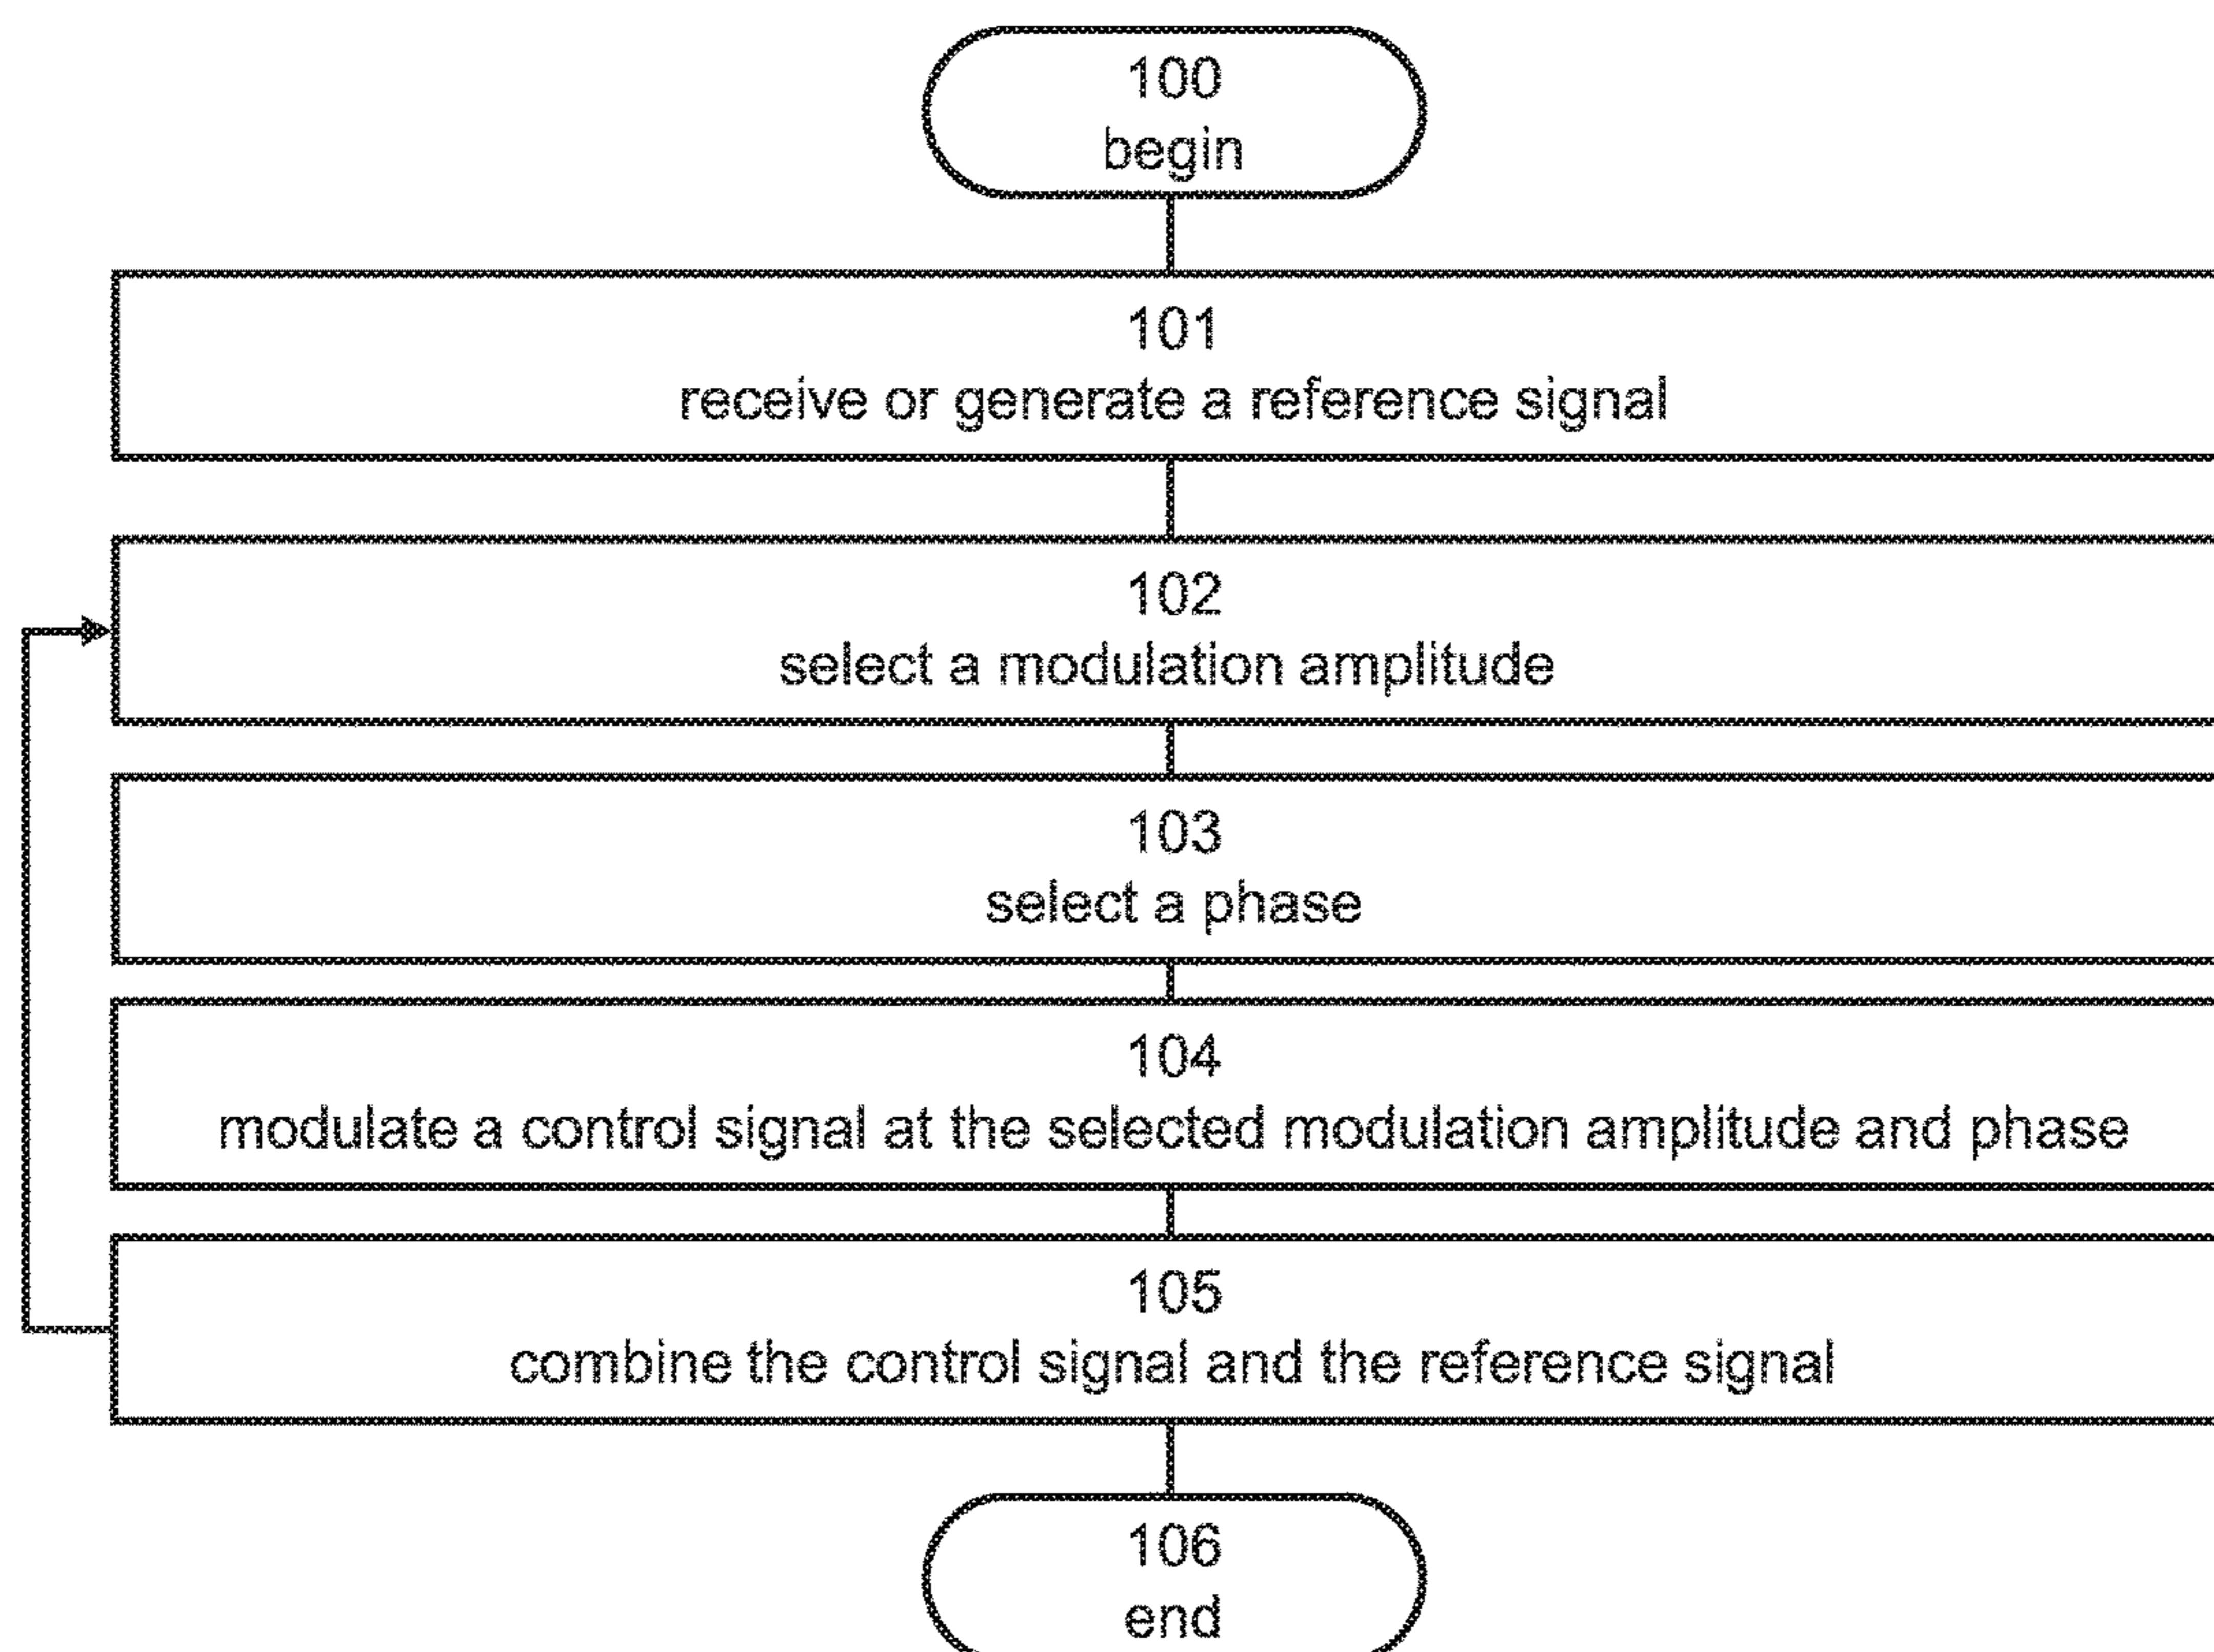 100
begin
101
receive or generate a reference signal
102
select a modulation amplitude
103
select a phase
104
modulate a control signal at the selected modulation amplitude and phase
105
combine the control signal and the reference signal
106
end